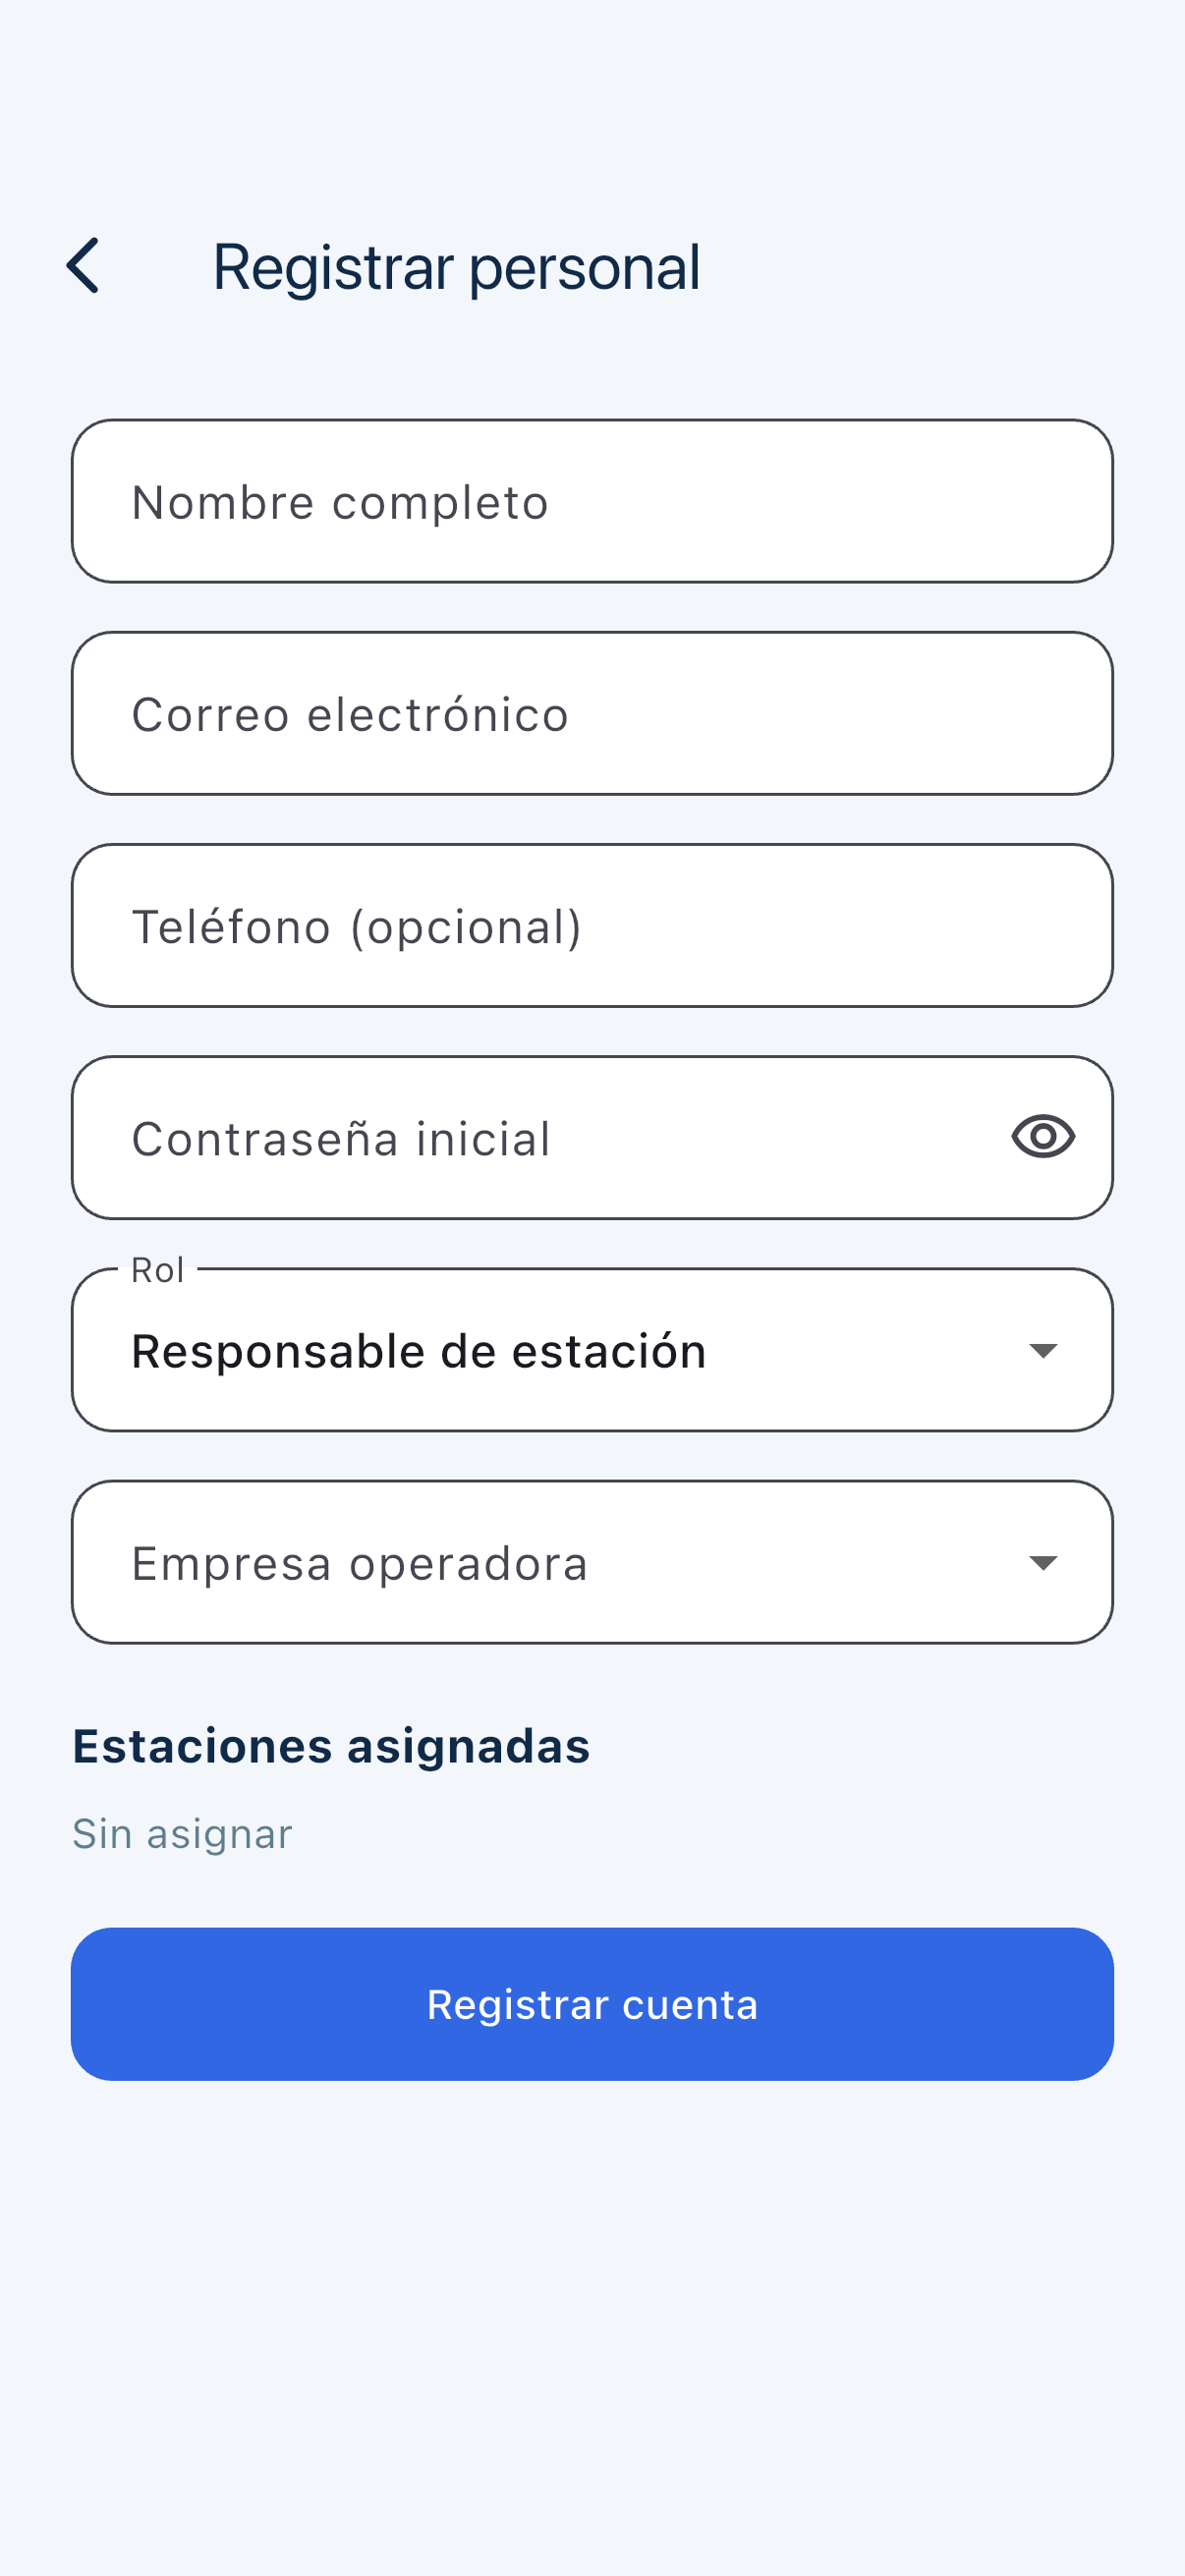 Registrar personal
Nombre completo
Correo electrónico
Teléfono (opcional)
Contraseña inicial
Rol
Responsable de estación
Empresa operadora
Estaciones asignadas
Sin asignar
Registrar cuenta